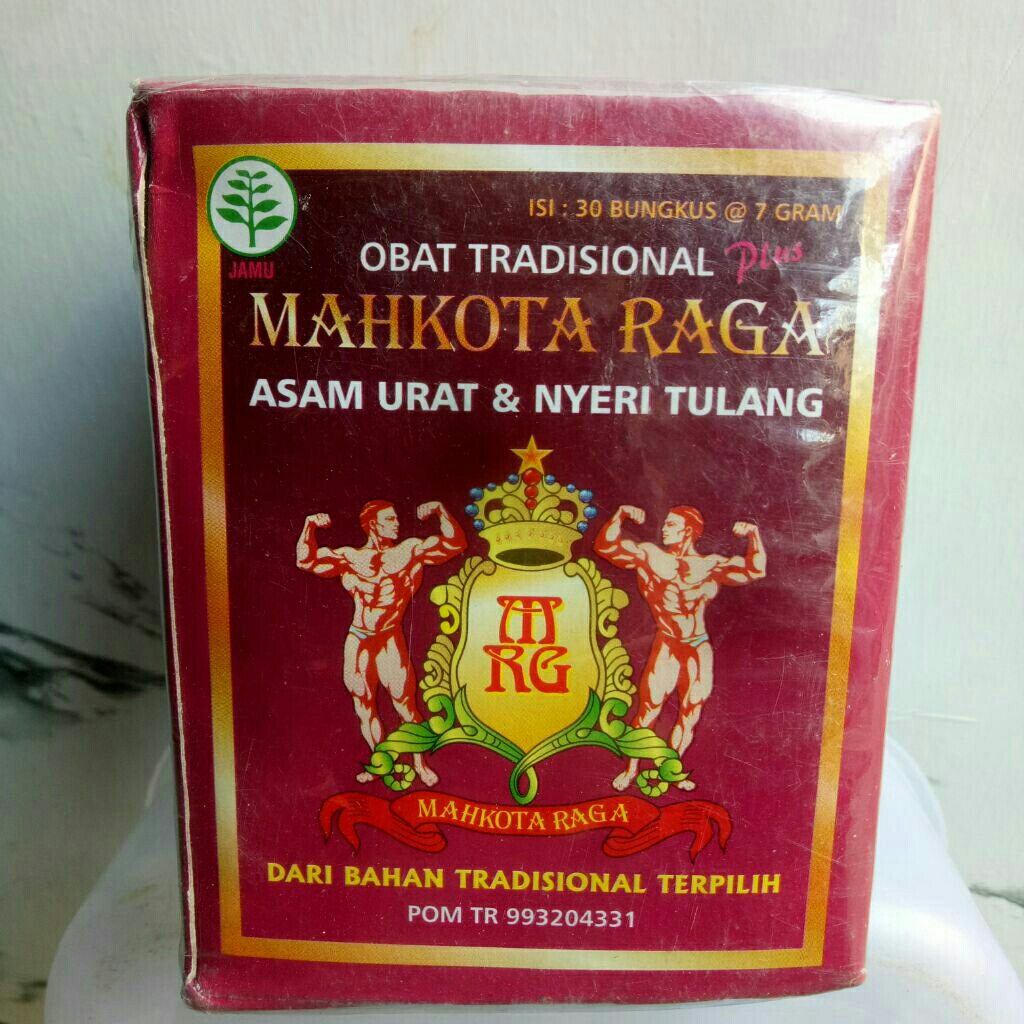 ISI : 30 BUNGKUS @ 7 GRAM
JAMU
OBAT TRADISIONAL Plus
MAHKOTA RAGA
ASAM URAT & NYERI TULANG
M
RG
MAHKOTA RAGA
DARI BAHAN TRADISIONAL TERPILIH
POM TR 993204331